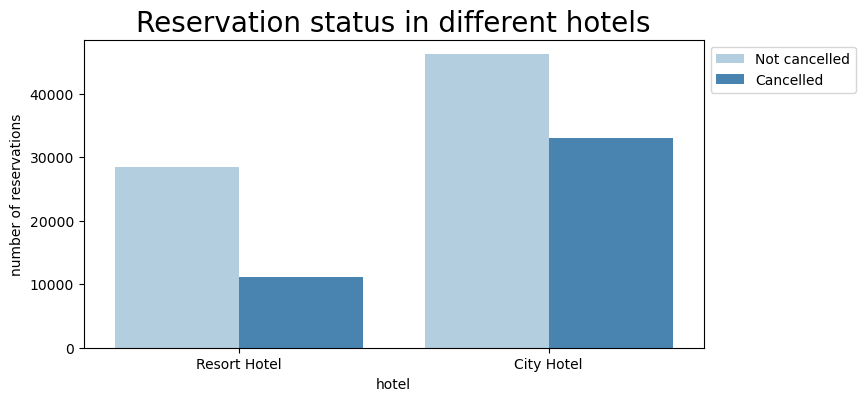 Reservation status in different hotels
Not cancelled
Cancelled
number of reservations
40000
30000
20000
10000
0
Resort Hotel
City Hotel
hotel